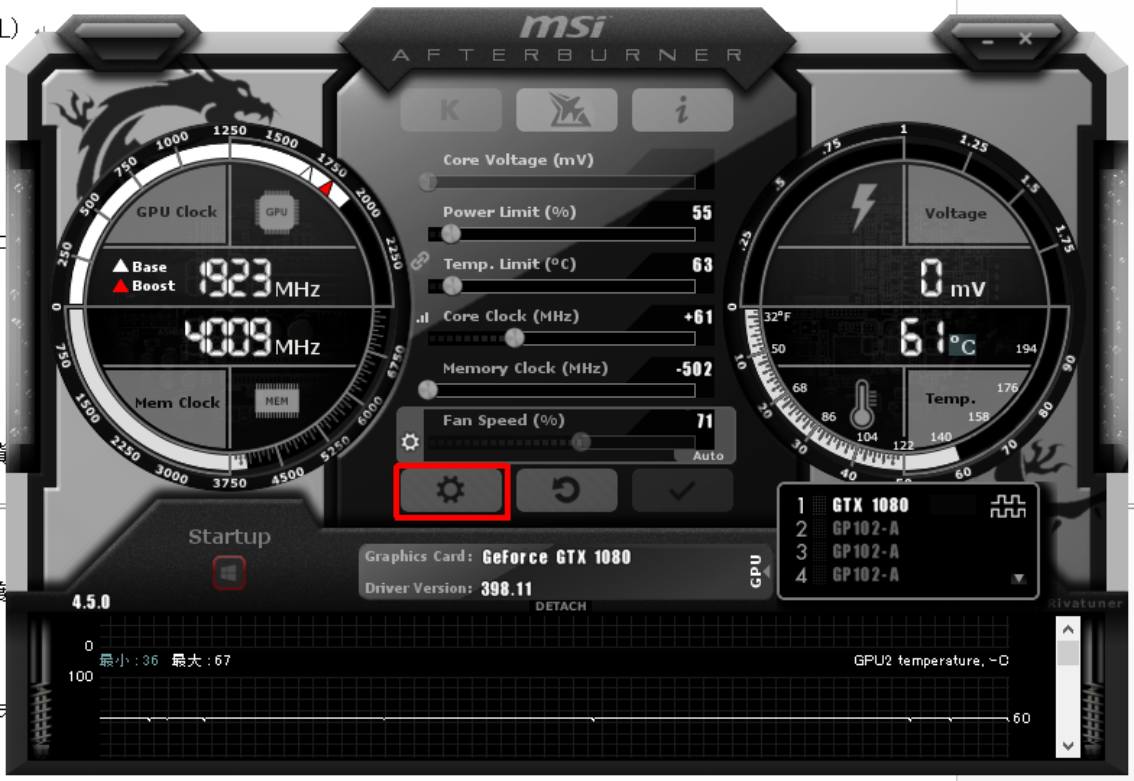 L)
msi
AFTERBURNER
K
i
GPU Clock
GPU
Base
Boost
1923 MHz
4009 MHz
Mem Clock
MEM
250
500
750
1000
1250
1500
1750
2000
2250
0
750
1500
2250
3000
3750
4500
5250
6000
6750
Core Voltage (mV)
Power Limit (%) 55
Temp. Limit (°C) 63
Core Clock (MHz) +61
Memory Clock (MHz) -502
Fan Speed (%) 71
Auto
Voltage
0 mV
61 °C
Temp.
.25
.5
.75
1
1.25
1.5
1.75
0
10
20
30
40
60
70
80
90
32°F
50
68
86
104
122
140
158
176
194
Startup
Graphics Card: GeForce GTX 1080
Driver Version: 398.11
GPU
1 GTX 1080
2 GP102-A
3 GP102-A
4 GP102-A
4.5.0
DETACH
Rivatuner
0
最小:36 最大:67
GPU2 temperature, °C
100
60